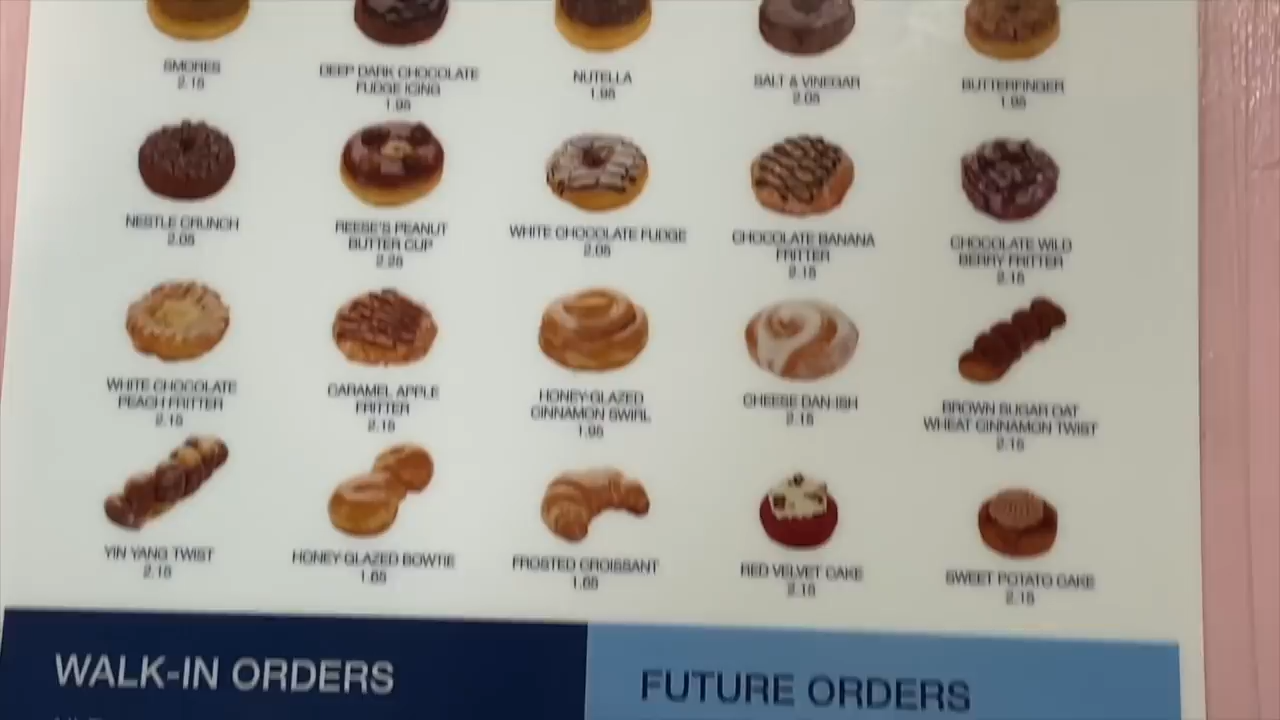 SMORES
2.15
DEEP DARK CHOCOLATE
FUDGE ICING
1.95
NUTELLA
1.95
SALT & VINEGAR
2.05
BUTTERFINGER
1.95
NESTLE CRUNCH
2.05
REESE'S PEANUT
BUTTER CUP
2.25
WHITE CHOCOLATE FUDGE
2.05
CHOCOLATE BANANA
FRITTER
2.15
CHOCOLATE WILD
BERRY FRITTER
2.15
WHITE CHOCOLATE
PEACH FRITTER
2.15
CARAMEL APPLE
FRITTER
2.15
HONEY-GLAZED
CINNAMON SWIRL
1.95
CHEESE DANISH
2.15
BROWN SUGAR OAT
WHEAT CINNAMON TWIST
2.15
YIN YANG TWIST
2.15
HONEY-GLAZED BOWTIE
1.65
FROSTED CROISSANT
1.65
RED VELVET CAKE
2.15
SWEET POTATO CAKE
2.15
WALK-IN ORDERS
FUTURE ORDERS